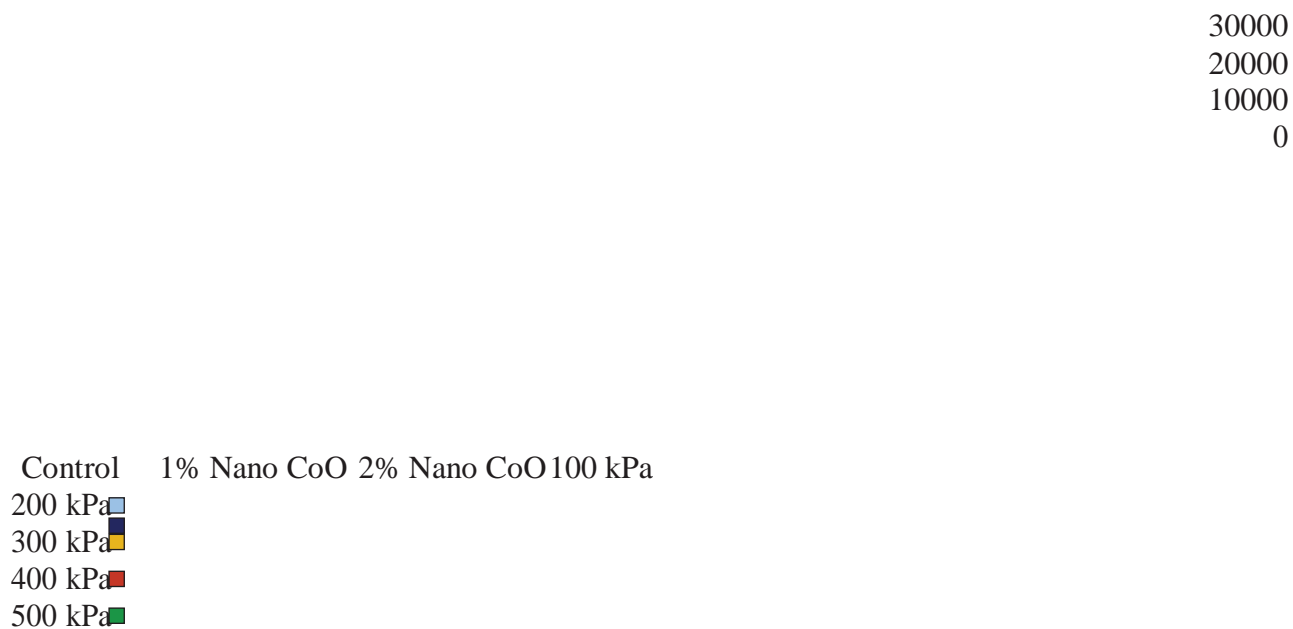 30000
20000
10000
0
Control 1% Nano CoO 2% Nano CoO 100 kPa
200 kPa
300 kPa
400 kPa
500 kPa